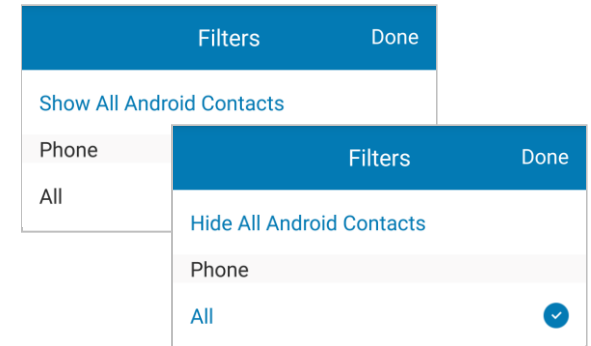 Filters Done
Show All Android Contacts
Phone
All
Filters Done
Hide All Android Contacts
Phone
All